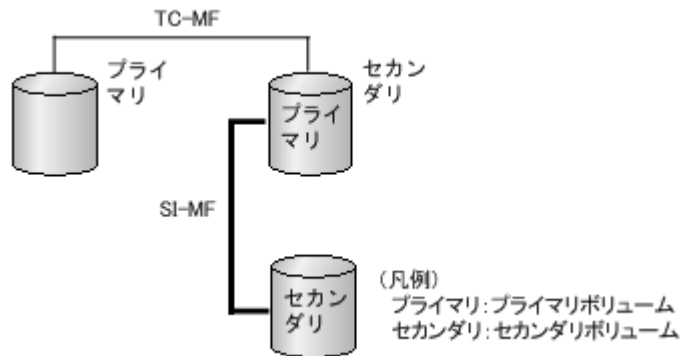 TC-MF
プライ
マリ
セカン
ダリ
プライ
マリ
SI-MF
セカン
ダリ
(凡例)
プライマリ:プライマリボリューム
セカンダリ:セカンダリボリューム